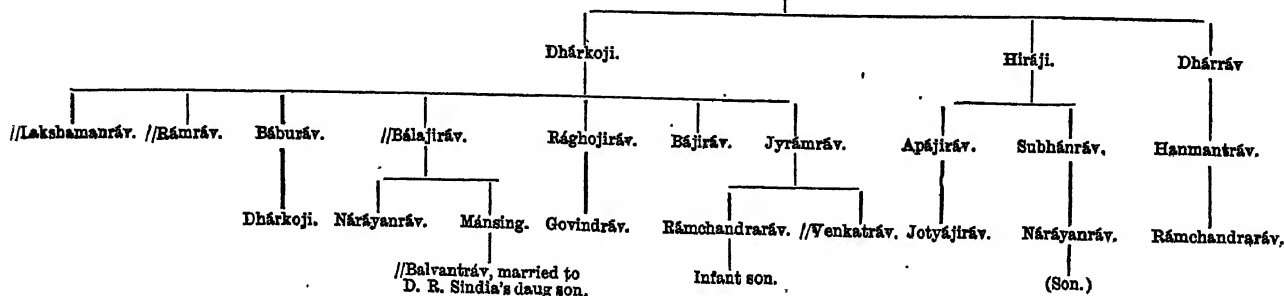 Dhárkoji. Hiráji. Dhárráv
//Lakshamanráv. //Rámráv. Báburáv. //Bálajiráv. Rághojiráv. Bájiráv. Jyrámráv. Apájiráv. Subhánráv. Hanmantráv.
Dhárkoji. Náráyanráv. Mánsing. Govindráv. Rámchandraráv. //Venkatráv. Jotyájiráv. Náráyanráv. Rámchandraráv.
//Balvantráv, married to Infant son. (Son.)
D. R. Sindia's daug son.